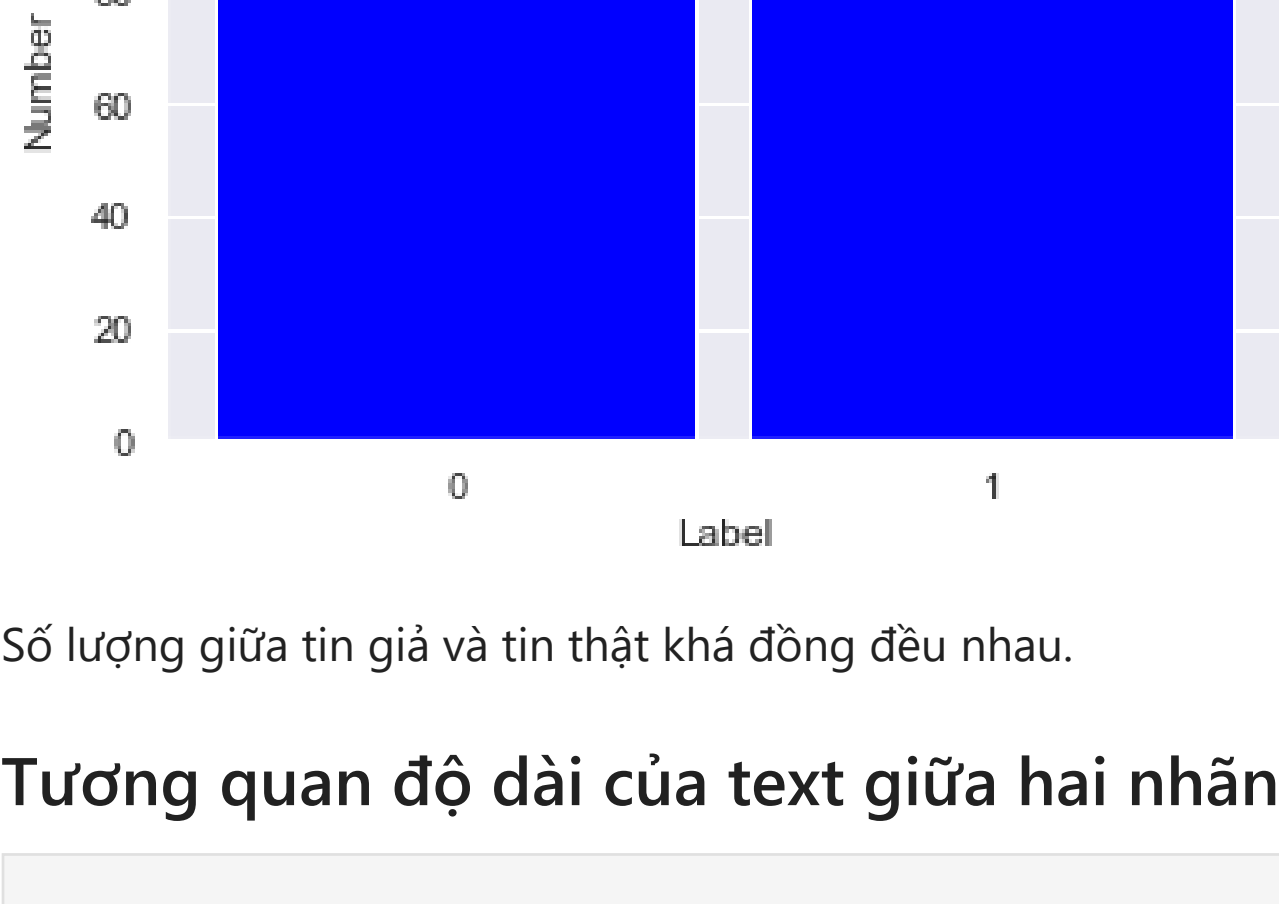 Number
60
40
20
0
0 1
Label
Số lượng giữa tin giả và tin thật khá đồng đều nhau.
Tương quan độ dài của text giữa hai nhãn